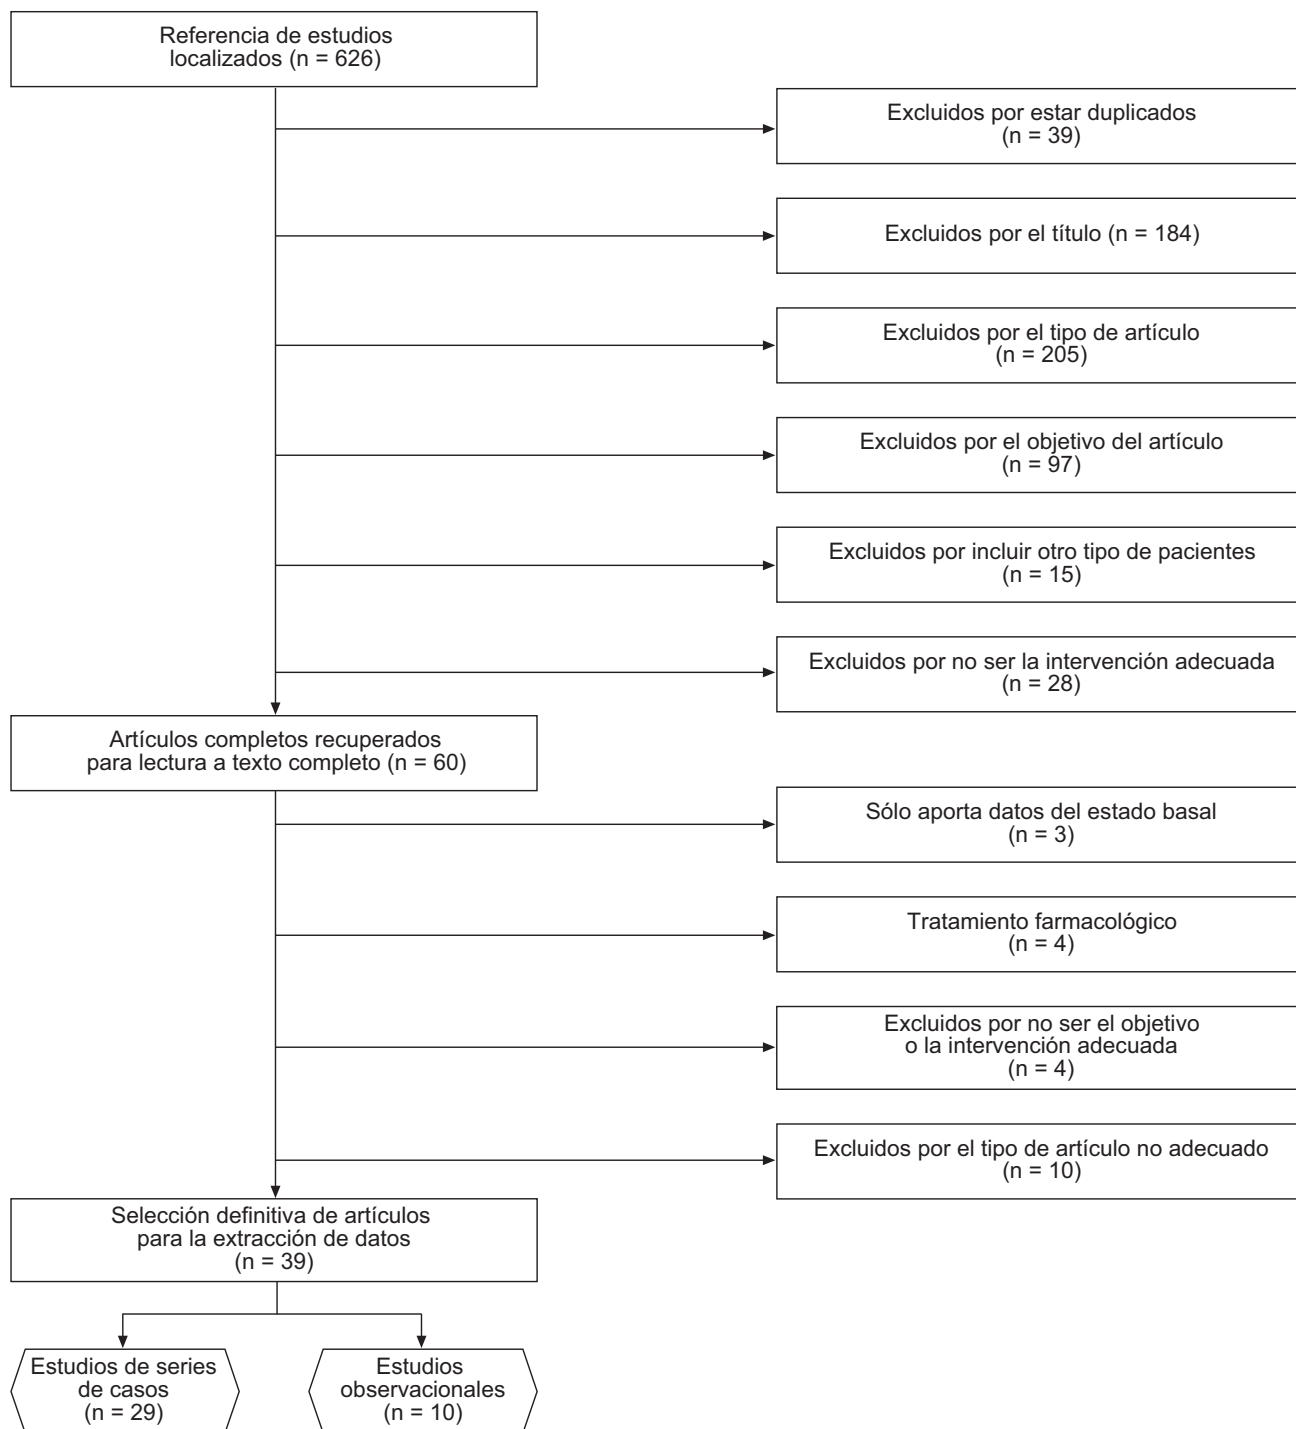 Referencia de estudios
localizados (n = 626)
Excluidos por estar duplicados
(n = 39)
Excluidos por el título (n = 184)
Excluidos por el tipo de artículo
(n = 205)
Excluidos por el objetivo del artículo
(n = 97)
Excluidos por incluir otro tipo de pacientes
(n = 15)
Excluidos por no ser la intervención adecuada
(n = 28)
Artículos completos recuperados
para lectura a texto completo (n = 60)
Sólo aporta datos del estado basal
(n = 3)
Tratamiento farmacológico
(n = 4)
Excluidos por no ser el objetivo
o la intervención adecuada
(n = 4)
Excluidos por el tipo de artículo no adecuado
(n = 10)
Selección definitiva de artículos
para la extracción de datos
(n = 39)
Estudios de series
de casos
(n = 29)
Estudios
observacionales
(n = 10)